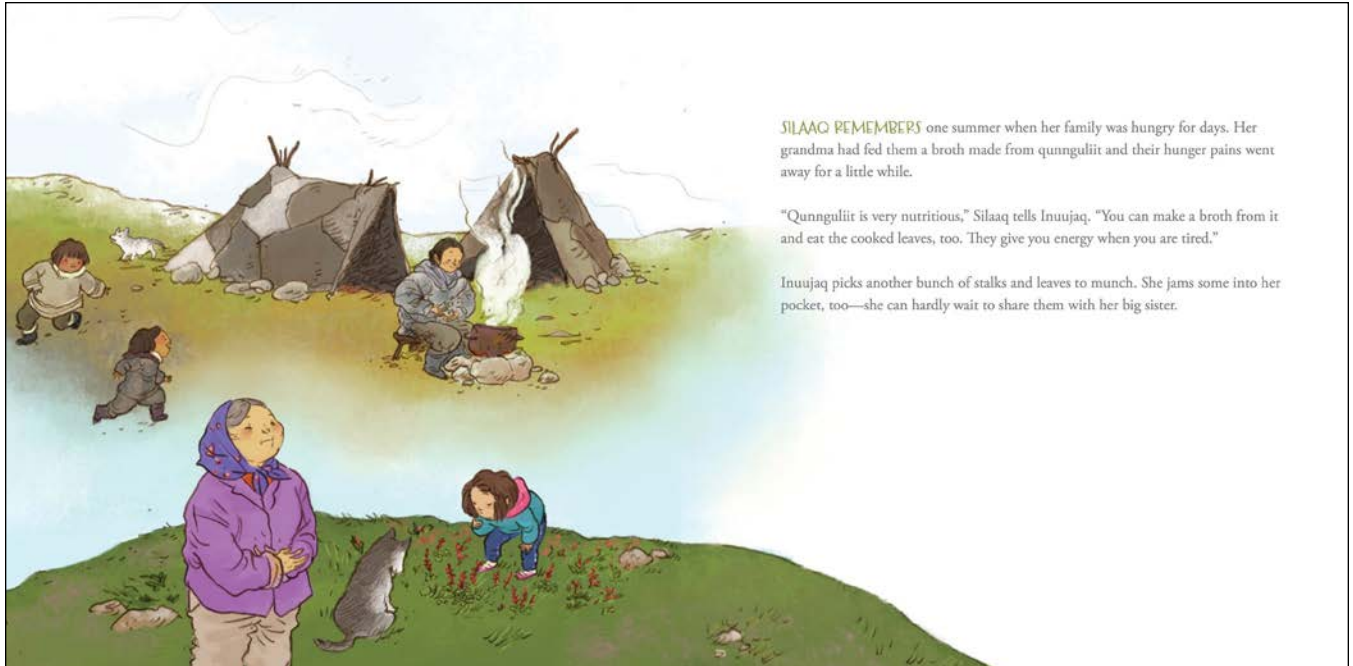 SILAAQ REMEMBERS one summer when her family was hungry for days. Her
grandma had fed them a broth made from qunnguliit and their hunger pains went
away for a little while.
“Qunnguliit is very nutritious,” Silaaq tells Inuujaq. “You can make a broth from it
and eat the cooked leaves, too. They give you energy when you are tired.”
Inuujaq picks another bunch of stalks and leaves to munch. She jams some into her
pocket, too—she can hardly wait to share them with her big sister.